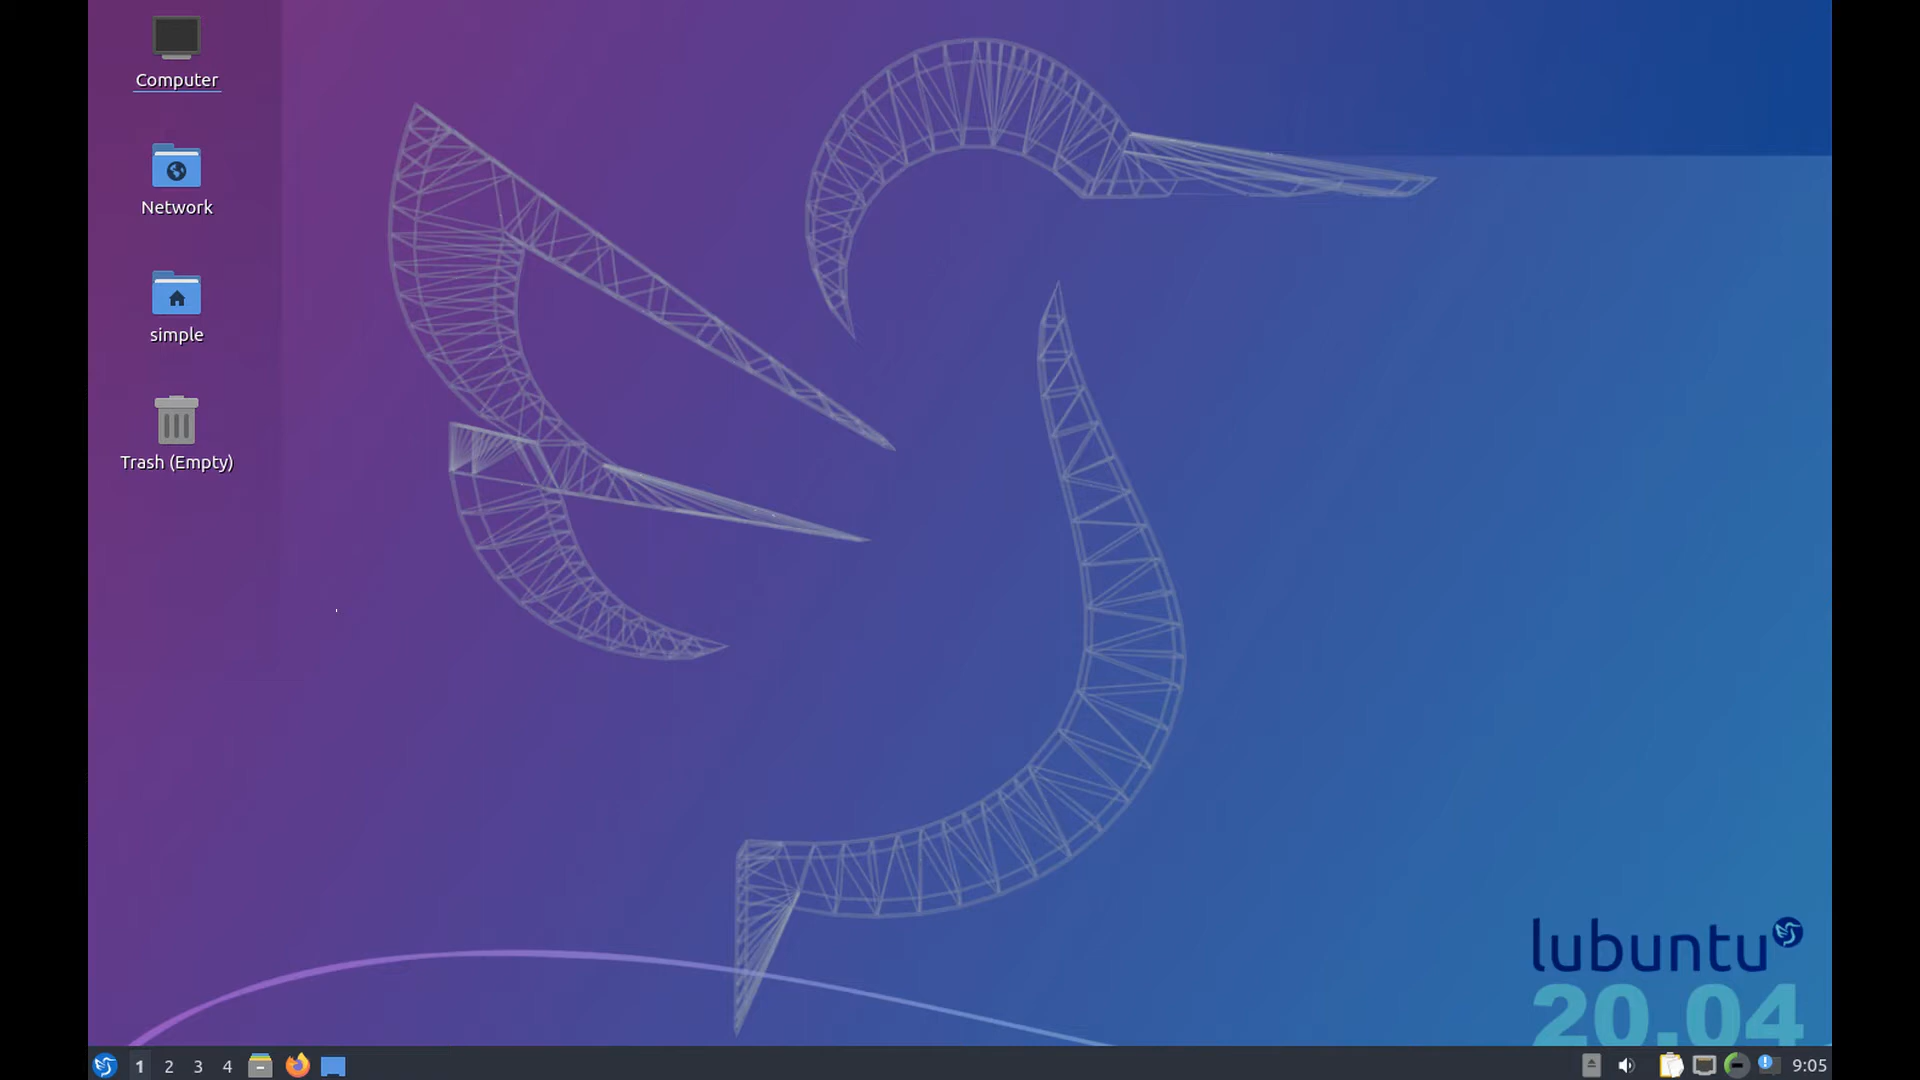 Computer
Network
simple
Trash (Empty)
lubuntu
20.04
1 2 3 4
9:05